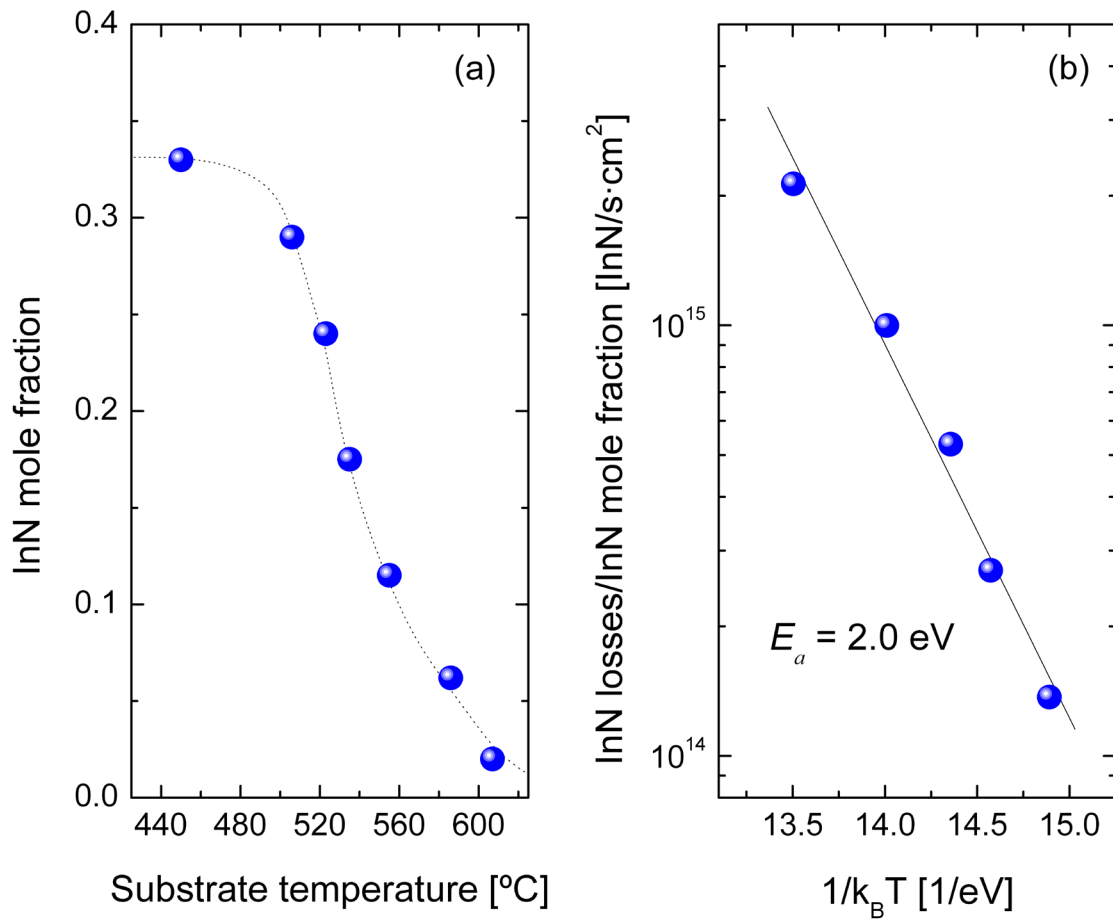 (a)
0.4
0.3
0.2
0.1
0.0
InN mole fraction
440 480 520 560 600
Substrate temperature [ºC]
(b)
10¹⁵
10¹⁴
InN losses/InN mole fraction [InN/s·cm²]
Eₐ = 2.0 eV
13.5 14.0 14.5 15.0
1/k_BT [1/eV]